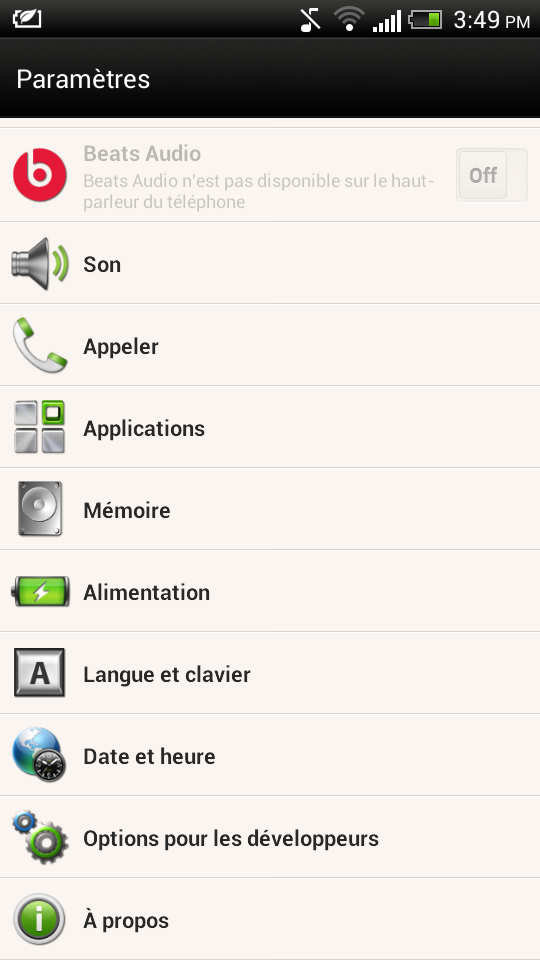 3:49 PM
Paramètres
Beats Audio
Beats Audio n'est pas disponible sur le haut-
parleur du téléphone
Off
Son
Appeler
Applications
Mémoire
Alimentation
A
Langue et clavier
Date et heure
Options pour les développeurs
À propos